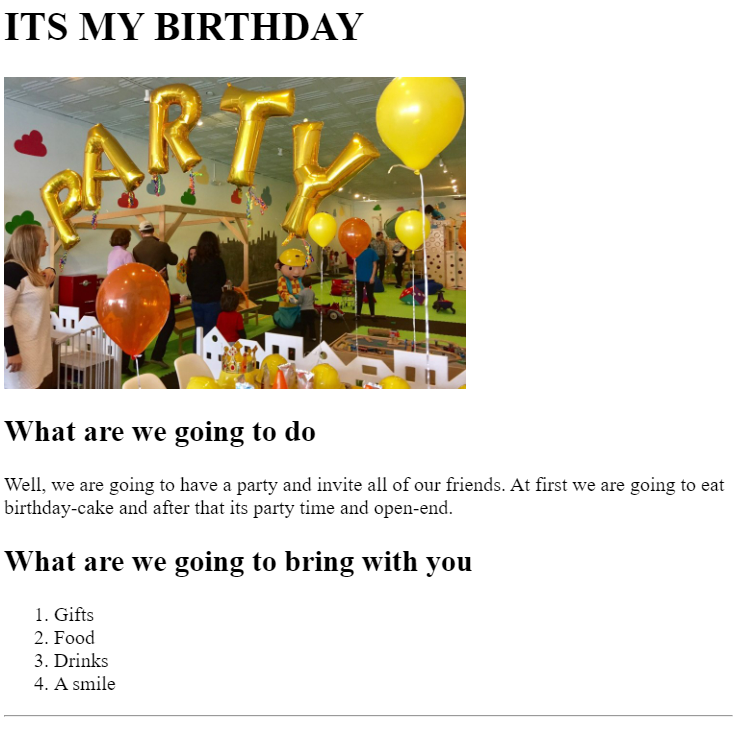 ITS MY BIRTHDAY
PARTY
What are we going to do
Well, we are going to have a party and invite all of our friends. At first we are going to eat
birthday-cake and after that its party time and open-end.
What are we going to bring with you
1. Gifts
2. Food
3. Drinks
4. A smile